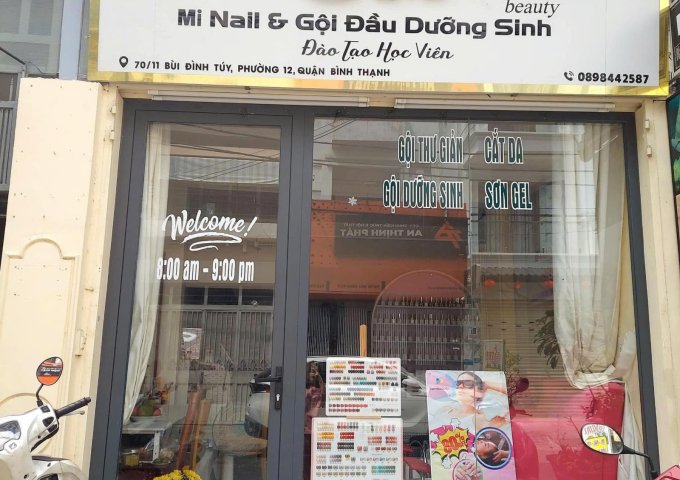 beauty
Mi Nail & Gội Đầu Dưỡng Sinh
Đào Tạo Học Viên
70/11 BÙI ĐÌNH TÚY, PHƯỜNG 12, QUẬN BÌNH THẠNH
0898442587
GỘI THƯ GIÃN CẮT DA
GỘI DƯỠNG SINH SƠN GEL
Welcome!
8:00 am - 9:00 pm
AN THỊNH PHÁT